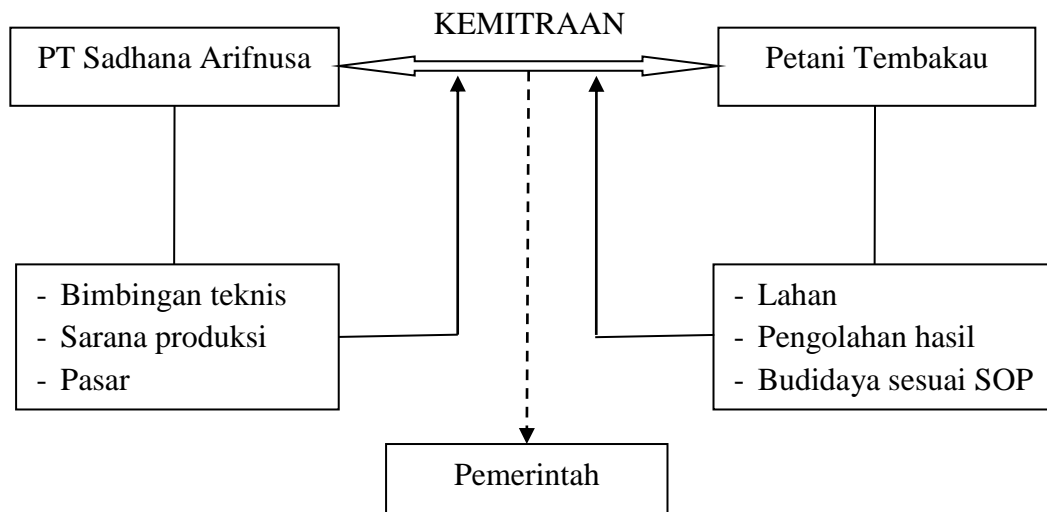 KEMITRAAN
PT Sadhana Arifnusa
Petani Tembakau
- Bimbingan teknis
- Sarana produksi
- Pasar
- Lahan
- Pengolahan hasil
- Budidaya sesuai SOP
Pemerintah